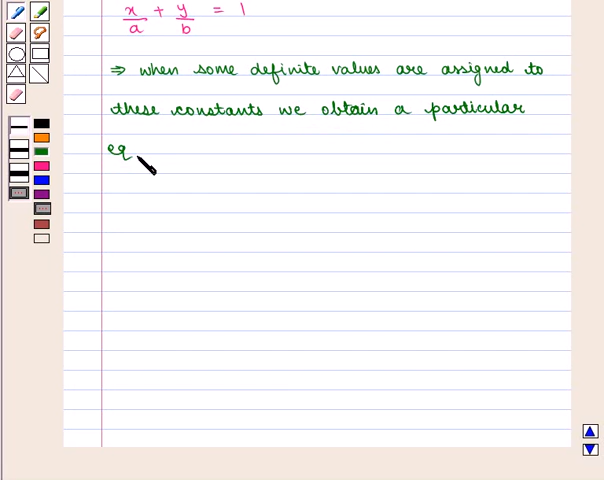 x/a + y/b = 1
⇒ when some definite values are assigned to
these constants we obtain a particular
eq